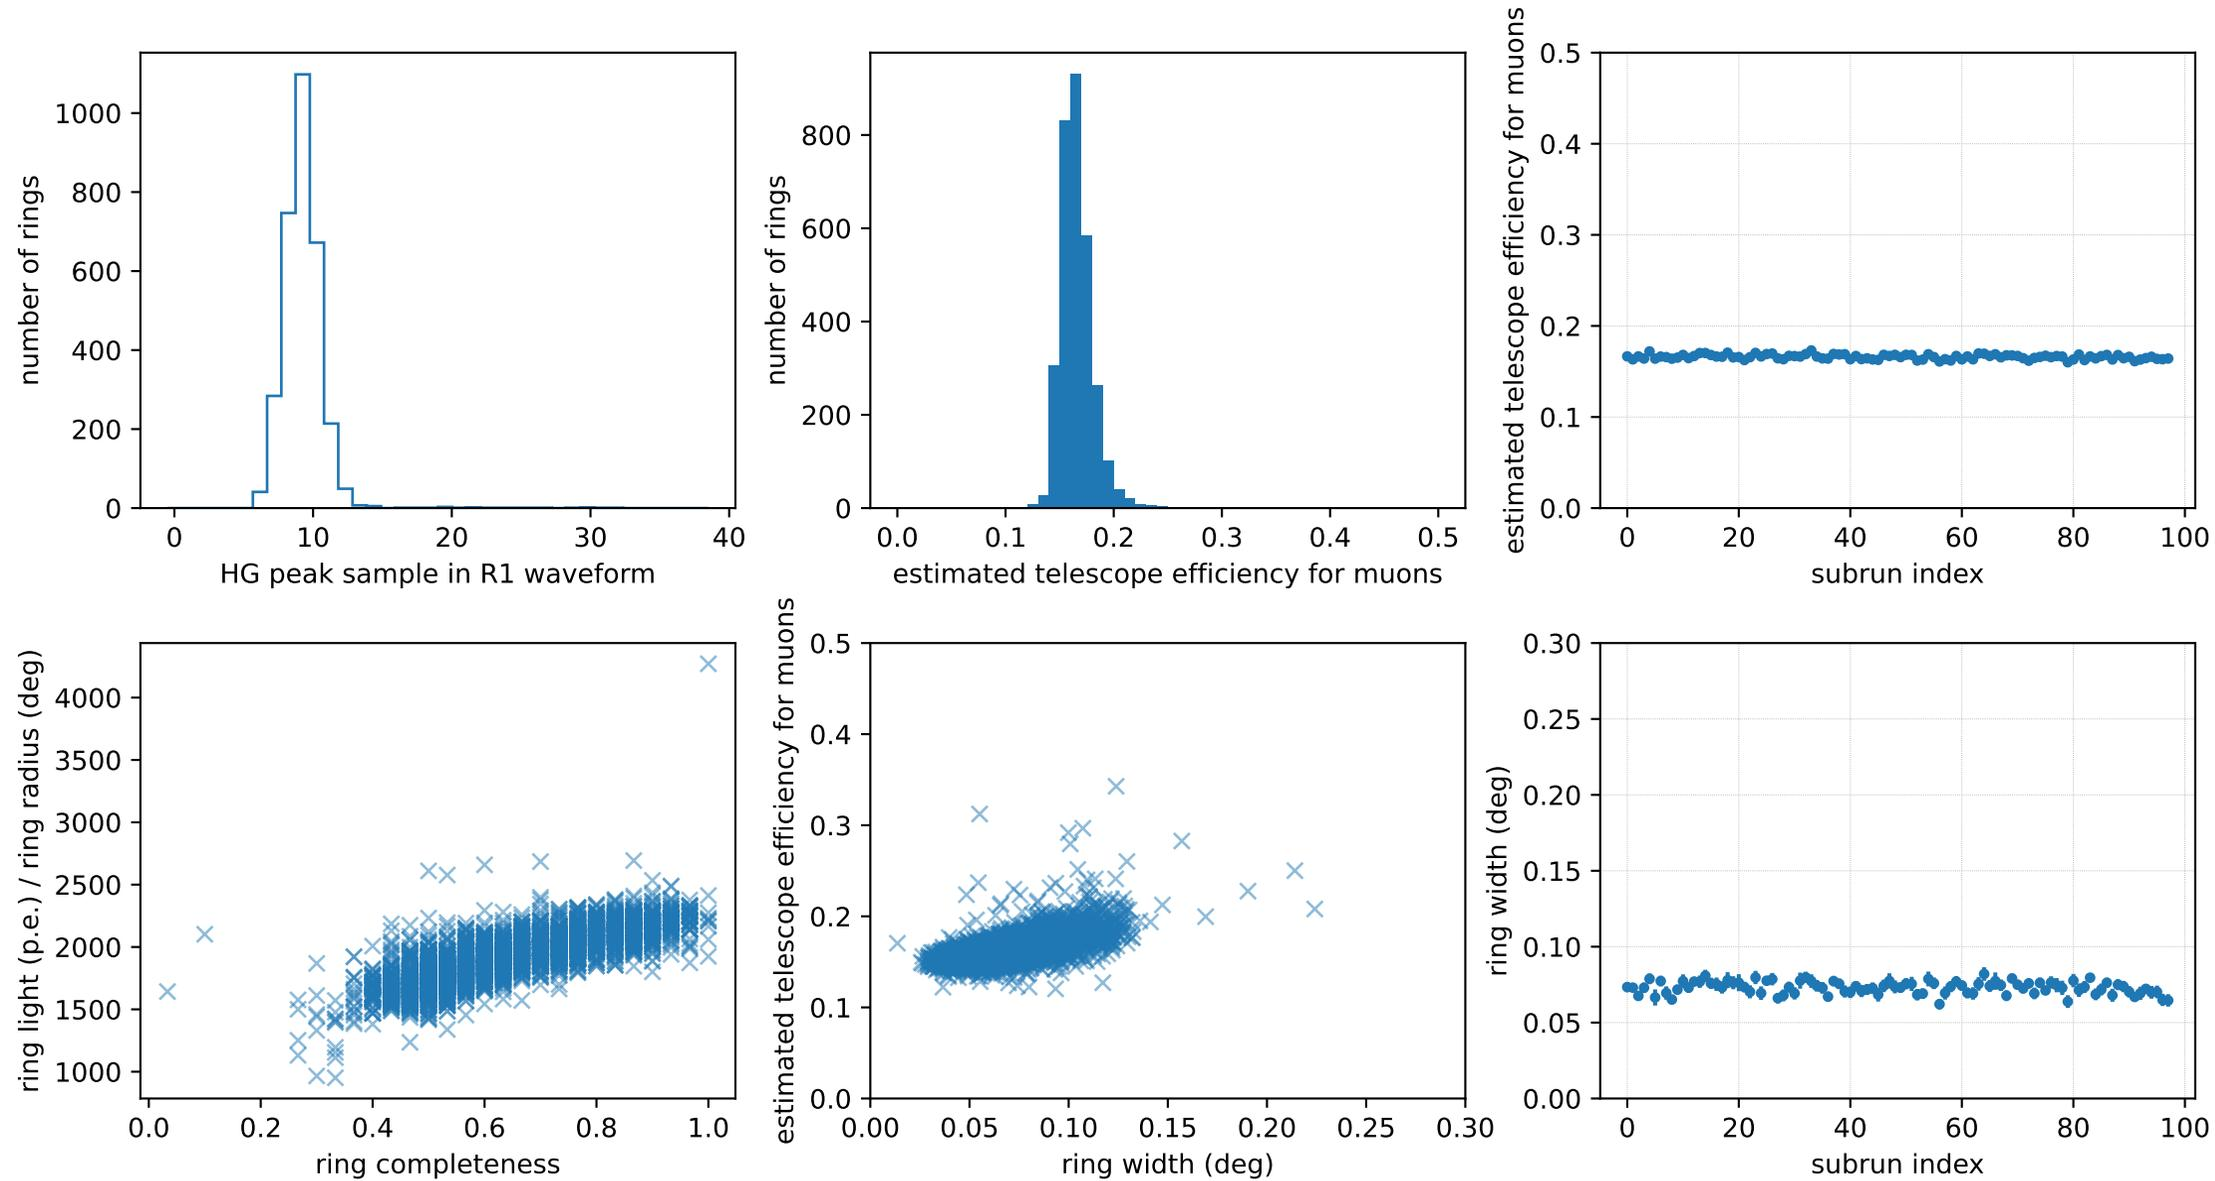 number of rings
1000
800
600
400
200
0
0 10 20 30 40
HG peak sample in R1 waveform
number of rings
800
600
400
200
0
0.0 0.1 0.2 0.3 0.4 0.5
estimated telescope efficiency for muons
estimated telescope efficiency for muons
0.5
0.4
0.3
0.2
0.1
0.0
0 20 40 60 80 100
subrun index
ring light (p.e.) / ring radius (deg)
4000
3500
3000
2500
2000
1500
1000
0.0 0.2 0.4 0.6 0.8 1.0
ring completeness
estimated telescope efficiency for muons
0.5
0.4
0.3
0.2
0.1
0.0
0.00 0.05 0.10 0.15 0.20 0.25 0.30
ring width (deg)
ring width (deg)
0.30
0.25
0.20
0.15
0.10
0.05
0.00
0 20 40 60 80 100
subrun index